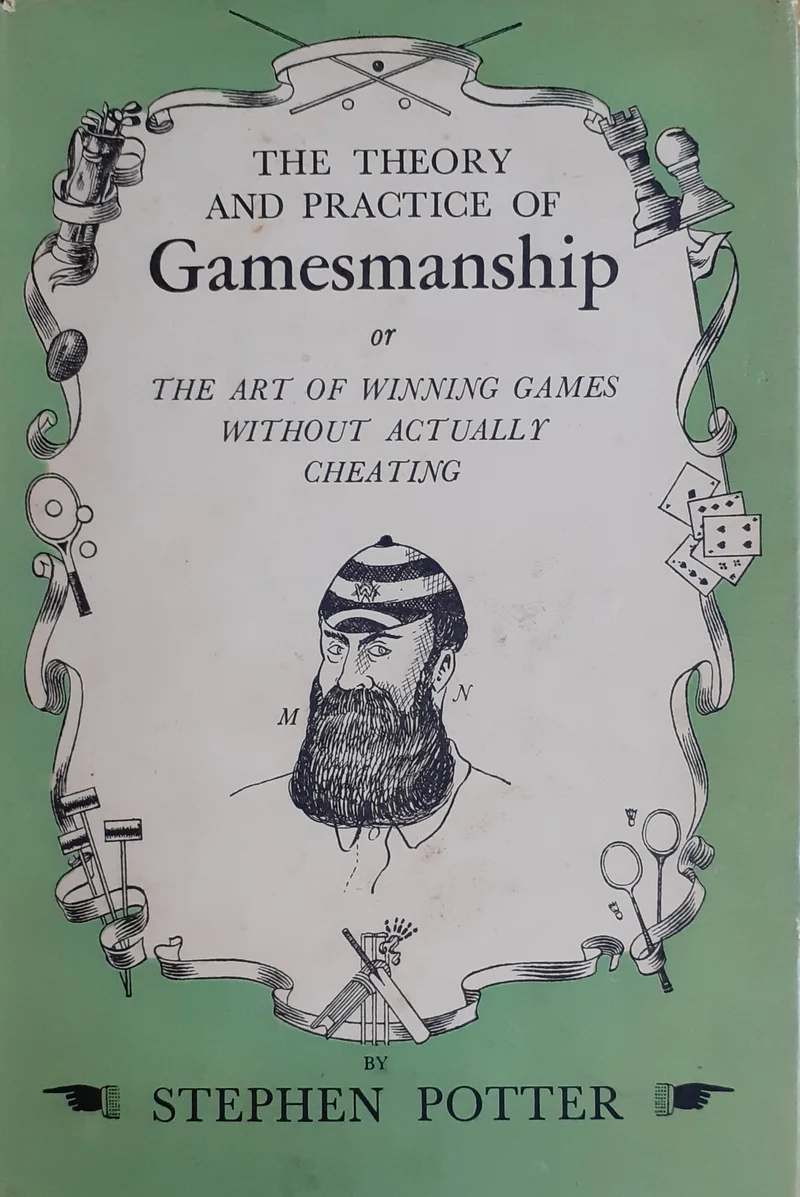 THE THEORY
AND PRACTICE OF
Gamesmanship
or
THE ART OF WINNING GAMES
WITHOUT ACTUALLY
CHEATING
M
N
BY
STEPHEN POTTER